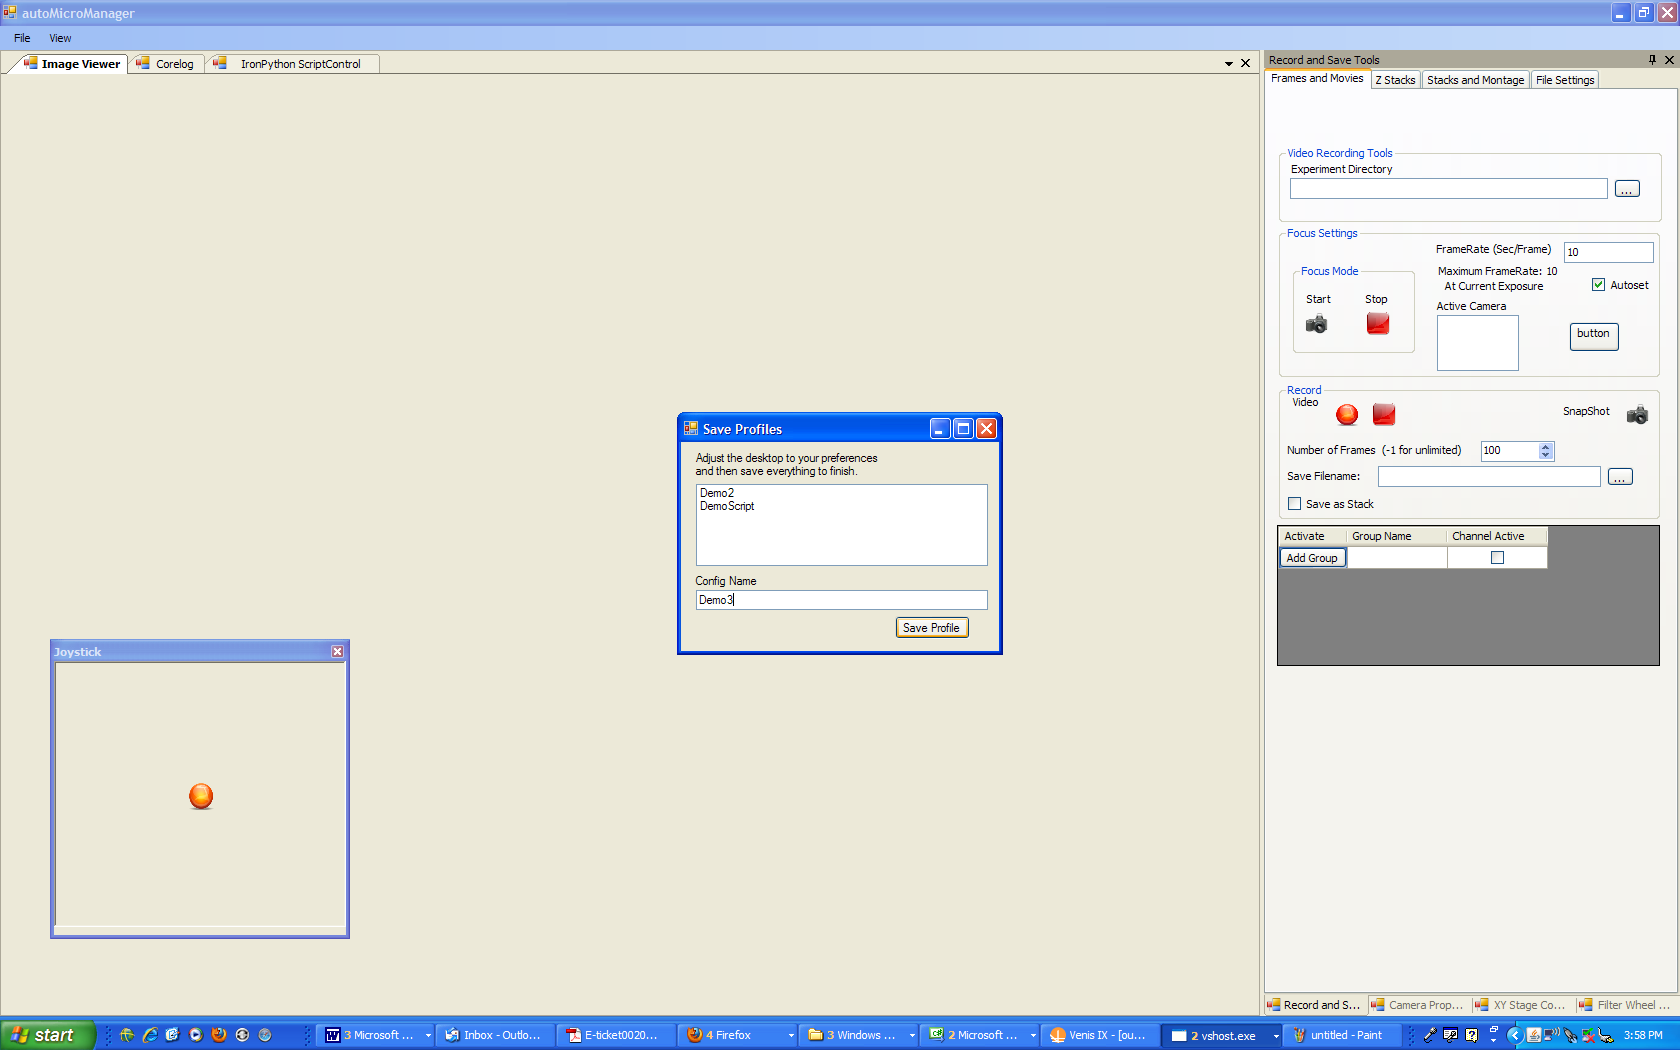 autoMicroManager
File View
Image Viewer Corelog IronPython ScriptControl
Record and Save Tools
Frames and Movies Z Stacks Stacks and Montage File Settings
Video Recording Tools
Experiment Directory
...
Focus Settings
FrameRate (Sec/Frame) 10
Focus Mode
Maximum FrameRate: 10
At Current Exposure
Autoset
Start Stop
Active Camera
button
Record
Video
SnapShot
Number of Frames (-1 for unlimited) 100
Save Filename: ...
Save as Stack
Activate Group Name Channel Active
Add Group
Save Profiles
Adjust the desktop to your preferences
and then save everything to finish.
Demo2
DemoScript
Config Name
Demo3
Save Profile
Joystick
Record and S... Camera Prop... XY Stage Co... Filter Wheel ...
start 3 Microsoft ... Inbox - Outlo... E-ticket0020... 4 Firefox 3 Windows ... 2 Microsoft ... Venis IX - [ou... 2 vshost.exe untitled - Paint 3:58 PM